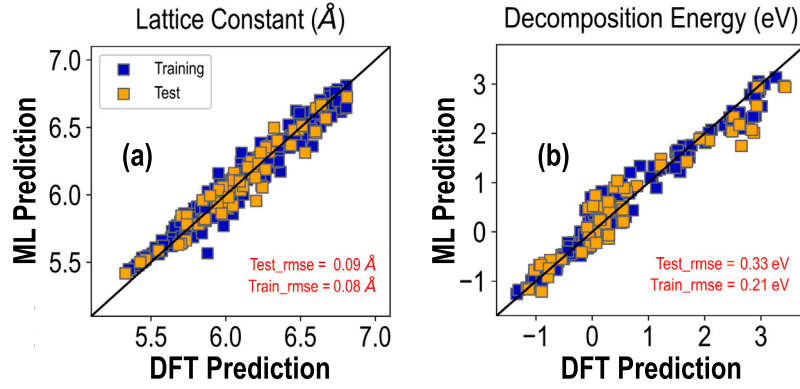 Lattice Constant (Å)
7.0
6.5
6.0
5.5
5.5 6.0 6.5 7.0
ML Prediction
DFT Prediction
Training
Test
(a)
Test_rmse = 0.09 Å
Train_rmse = 0.08 Å
Decomposition Energy (eV)
3
2
1
0
−1
−1 0 1 2 3
ML Prediction
DFT Prediction
(b)
Test_rmse = 0.33 eV
Train_rmse = 0.21 eV